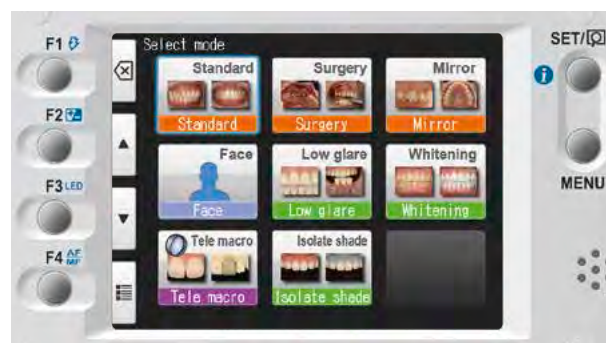 F1
Select mode
SET/
Standard
Surgery
Mirror
Standard
Surgery
Mirror
F2
Face
Low glare
Whitening
Face
Low glare
Whitening
F3 LED
MENU
F4 AF
MF
Tele macro
Isolate shade
Tele macro
Isolate shade